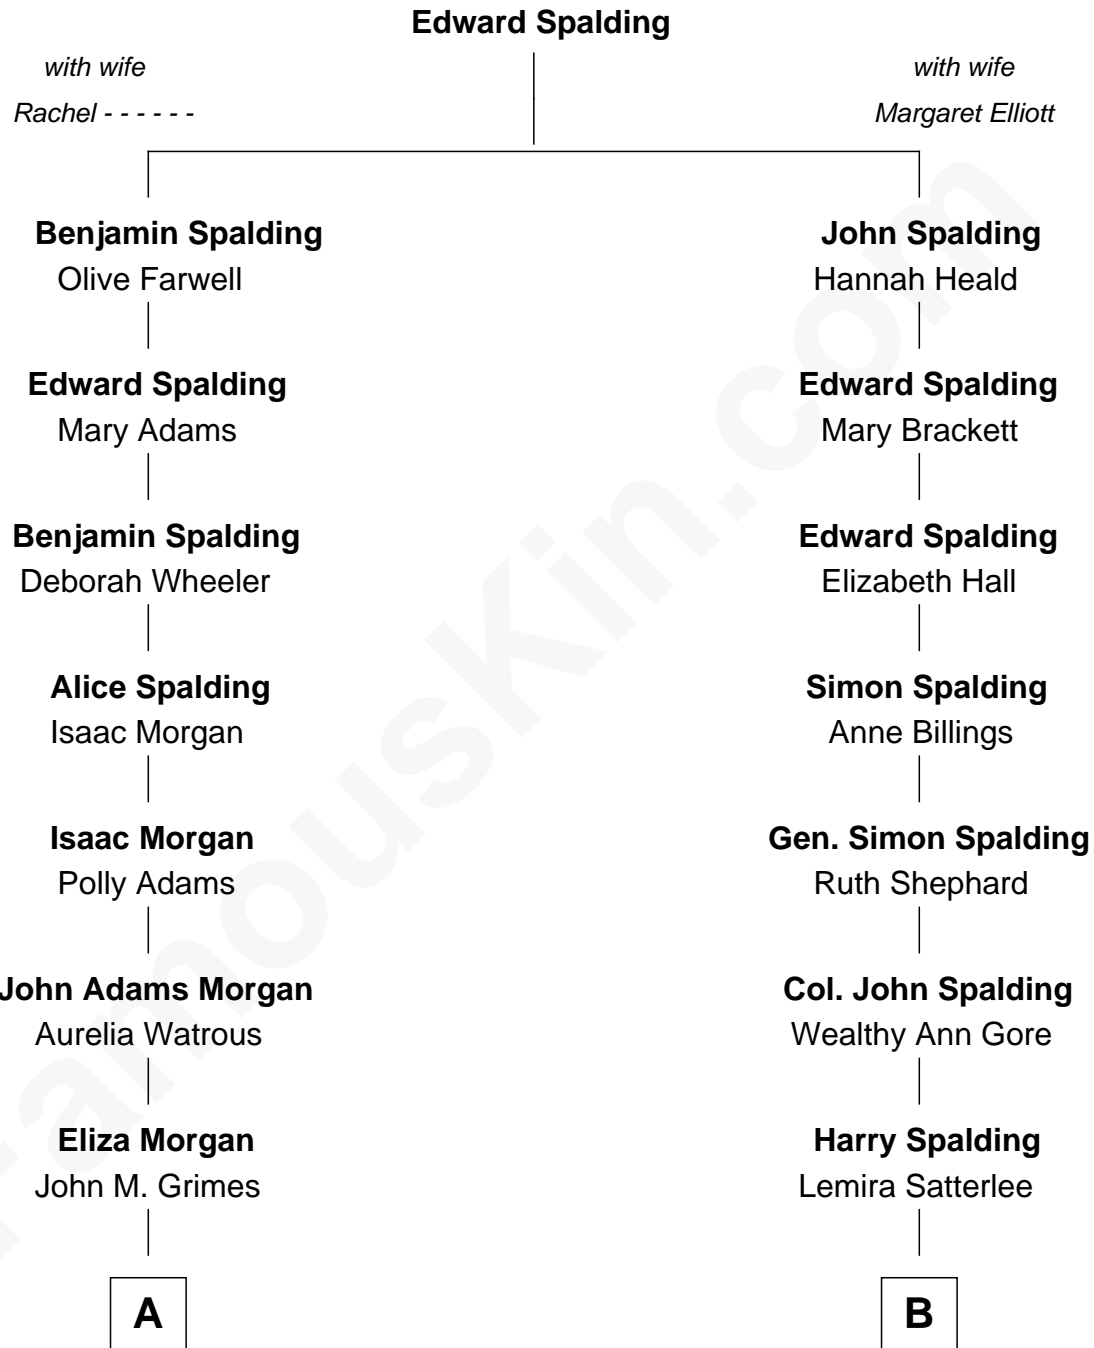 Edward Spalding
with wife
Rachel - - - - - -
with wife
Margaret Elliott
Benjamin Spalding
Olive Farwell
John Spalding
Hannah Heald
Edward Spalding
Mary Adams
Edward Spalding
Mary Brackett
Benjamin Spalding
Deborah Wheeler
Edward Spalding
Elizabeth Hall
Alice Spalding
Isaac Morgan
Simon Spalding
Anne Billings
Isaac Morgan
Polly Adams
Gen. Simon Spalding
Ruth Shephard
John Adams Morgan
Aurelia Watrous
Col. John Spalding
Wealthy Ann Gore
Eliza Morgan
John M. Grimes
Harry Spalding
Lemira Satterlee
A
B
FamousKin.com